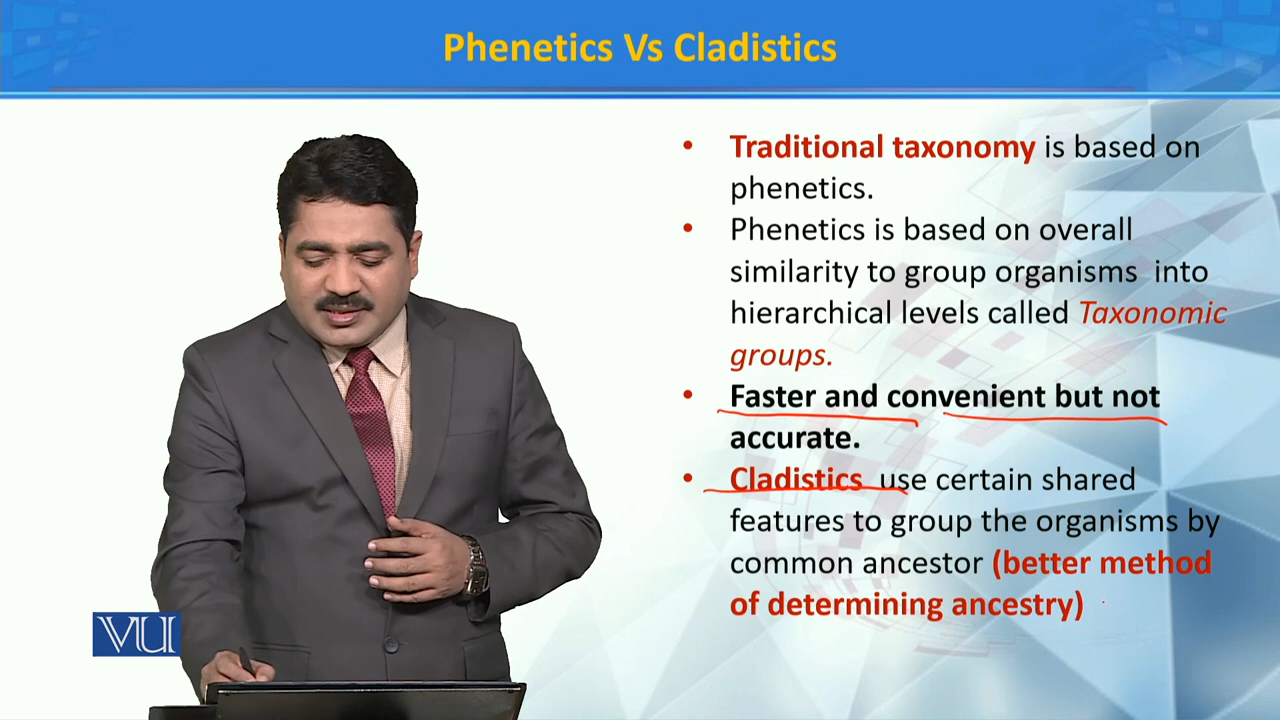 Phenetics Vs Cladistics
• Traditional taxonomy is based on
phenetics.
• Phenetics is based on overall
similarity to group organisms into
hierarchical levels called Taxonomic
groups.
• Faster and convenient but not
accurate.
• Cladistics use certain shared
features to group the organisms by
common ancestor (better method
of determining ancestry)
VU